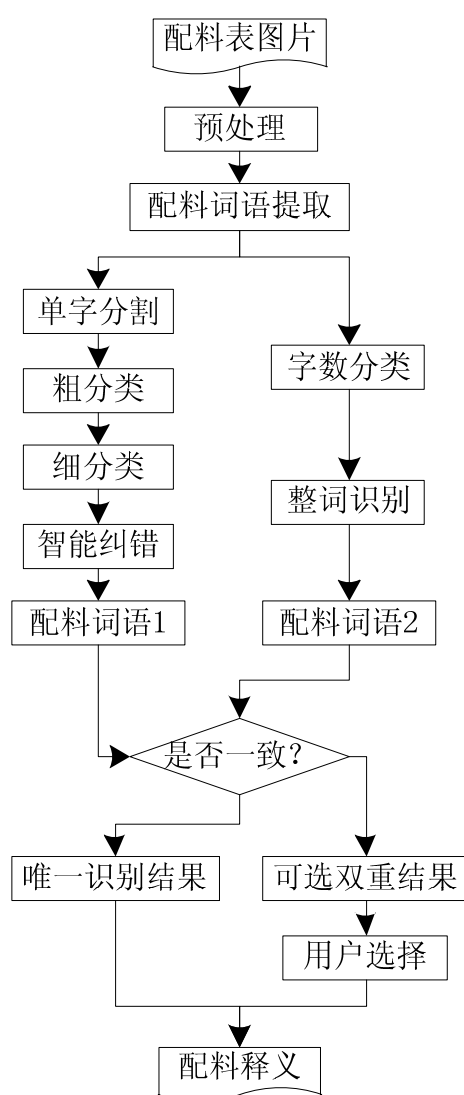 配料表图片
预处理
配料词语提取
单字分割
字数分类
粗分类
细分类
整词识别
智能纠错
配料词语1
配料词语2
是否一致?
唯一识别结果
可选双重结果
用户选择
配料释义